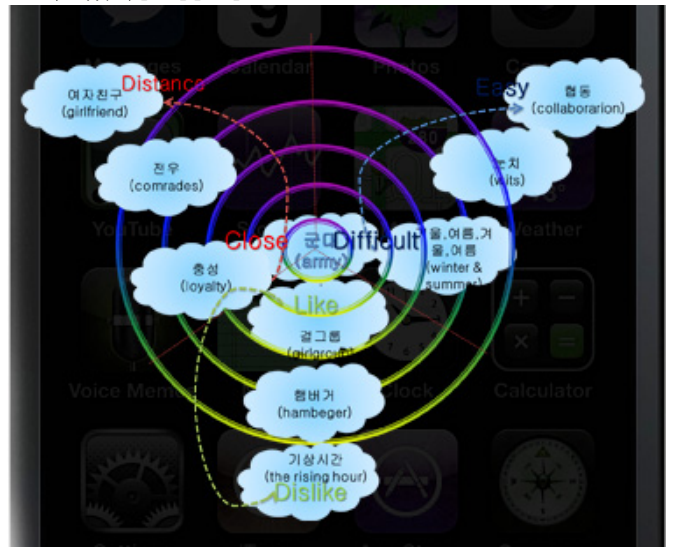 Calendar
Photos
여자친구
(girlfriend)
Distance
Easy
협동
(collaborarion)
전우
(comrades)
눈치
(wits)
YouTube
Weather
Close
군대
(army)
Difficult
울,여름,겨
울,여름
(winter &
summer)
충성
(loyalty)
Like
걸그룹
(girlgroup)
Voice Memo
Clock
Calculator
햄버거
(hambeger)
기상시간
(the rising hour)
Dislike